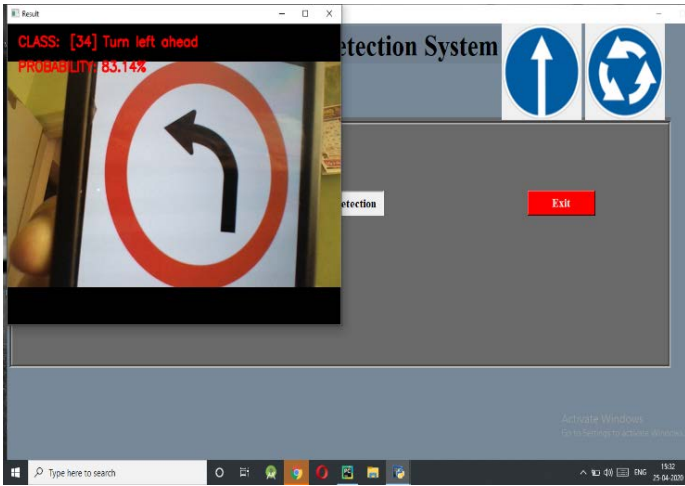 Result
CLASS: [34] Turn left ahead
PROBABILITY: 83.14%
etection System
etection
Exit
Activate Windows
Go to Settings to activate Windows.
Type here to search
ENG
15:32
25-04-2020